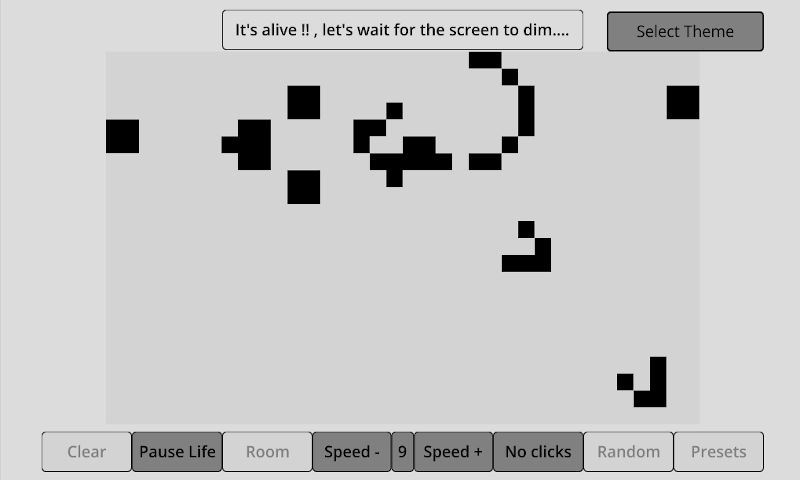 It's alive !! , let's wait for the screen to dim....
Select Theme
Clear
Pause Life
Room
Speed -
9
Speed +
No clicks
Random
Presets